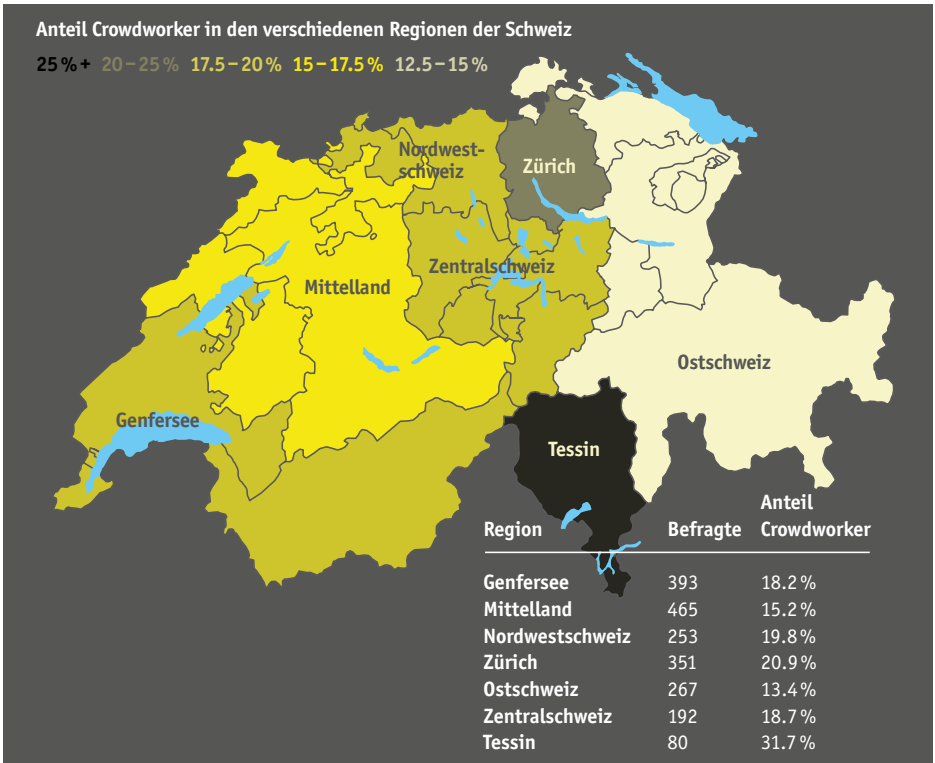 Anteil Crowdworker in den verschiedenen Regionen der Schweiz
25 % + 20 – 25 % 17.5 – 20 % 15 – 17.5 % 12.5 – 15 %
Nordwest-
schweiz
Zürich
Zentralschweiz
Mittelland
Ostschweiz
Genfersee
Tessin
Region Befragte Anteil Crowdworker
Genfersee 393 18.2 %
Mittelland 465 15.2 %
Nordwestschweiz 253 19.8 %
Zürich 351 20.9 %
Ostschweiz 267 13.4 %
Zentralschweiz 192 18.7 %
Tessin 80 31.7 %